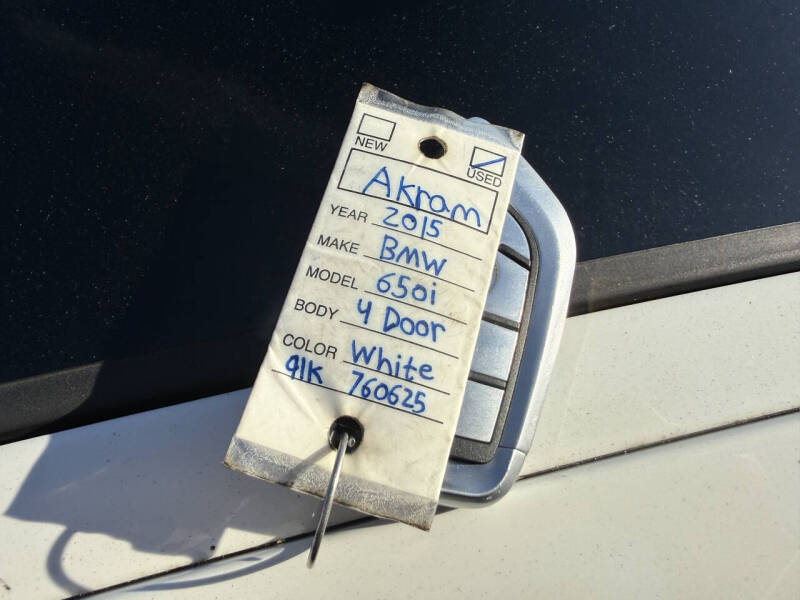 NEW
USED
Akram
YEAR 2015
MAKE BMW
MODEL 650i
BODY 4 Door
COLOR White
91K 760625